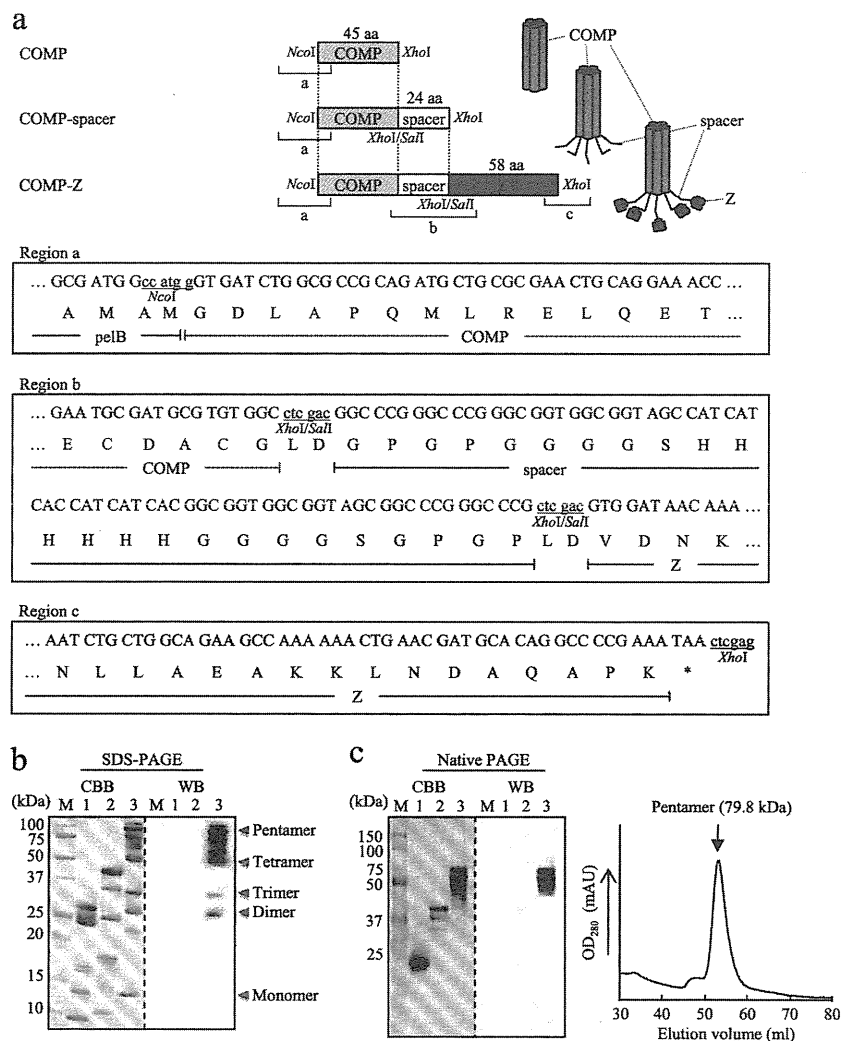 a
45 aa
COMP
NcoI COMP XhoI
a
COMP
24 aa
COMP-spacer
NcoI COMP spacer XhoI
a
XhoI/SalI
spacer
58 aa
COMP-Z
NcoI COMP spacer XhoI
a
XhoI/SalI
b
c
Z
Region a
... GCG ATG Gcc atg gGT GAT CTG GCG CCG CAG ATG CTG CGC GAA CTG CAG GAA ACC ...
NcoI
A M A M G D L A P Q M L R E L Q E T ...
pelB COMP
Region b
... GAA TGC GAT GCG TGT GGC ctc gac GGC CCG GGC CCG GGC GGT GGC GGT AGC CAT CAT
XhoI/SalI
... E C D A C G L D G P G P G G G G S H H
COMP spacer
CAC CAT CAT CAC GGC GGT GGC GGT AGC GGC CCG GGC CCG ctc gac GTG GAT AAC AAA ...
XhoI/SalI
H H H H G G G G S G P G P L D V D N K ...
Z
Region c
... AAT CTG CTG GCA GAA GCC AAA AAA CTG AAC GAT GCA CAG GCC CCG AAA TAA ctcgag
XhoI
... N L L A E A K K L N D A Q A P K *
Z
b
SDS-PAGE
CBB WB
(kDa) M 1 2 3 M 1 2 3
100
75
50
37
25
20
15
10
Pentamer
Tetramer
Trimer
Dimer
Monomer
c
Native PAGE
CBB WB
(kDa) M 1 2 3 M 1 2 3
150
100
75
50
37
25
Pentamer (79.8 kDa)
OD280 (mAU)
30 40 50 60 70 80
Elution volume (ml)